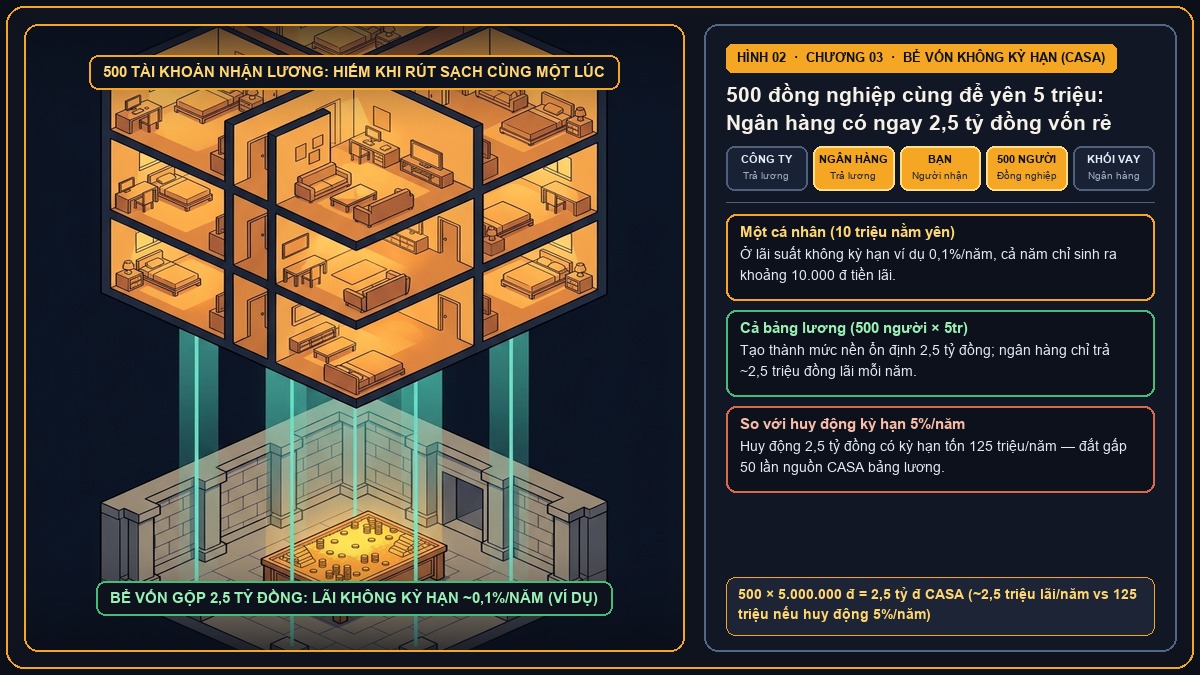 500 TÀI KHOẢN NHẬN LƯƠNG: HIẾM KHI RÚT SẠCH CÙNG MỘT LÚC
BỂ VỐN GỘP 2,5 TỶ ĐỒNG: LÃI KHÔNG KỲ HẠN ~0,1%/NĂM (VÍ DỤ)
HÌNH 02 · CHƯƠNG 03 · BỂ VỐN KHÔNG KỲ HẠN (CASA)
500 đồng nghiệp cùng để yên 5 triệu:
Ngân hàng có ngay 2,5 tỷ đồng vốn rẻ
CÔNG TY
Trả lương
NGÂN HÀNG
Trả lương
BẠN
Người nhận
500 NGƯỜI
Đồng nghiệp
KHỐI VAY
Ngân hàng
Một cá nhân (10 triệu nằm yên)
Ở lãi suất không kỳ hạn ví dụ 0,1%/năm, cả năm chỉ sinh ra
khoảng 10.000 đ tiền lãi.
Cả bảng lương (500 người × 5tr)
Tạo thành mức nền ổn định 2,5 tỷ đồng; ngân hàng chỉ trả
~2,5 triệu đồng lãi mỗi năm.
So với huy động kỳ hạn 5%/năm
Huy động 2,5 tỷ đồng có kỳ hạn tốn 125 triệu/năm — đắt gấp
50 lần nguồn CASA bảng lương.
500 × 5.000.000 đ = 2,5 tỷ đ CASA (~2,5 triệu lãi/năm vs 125
triệu nếu huy động 5%/năm)